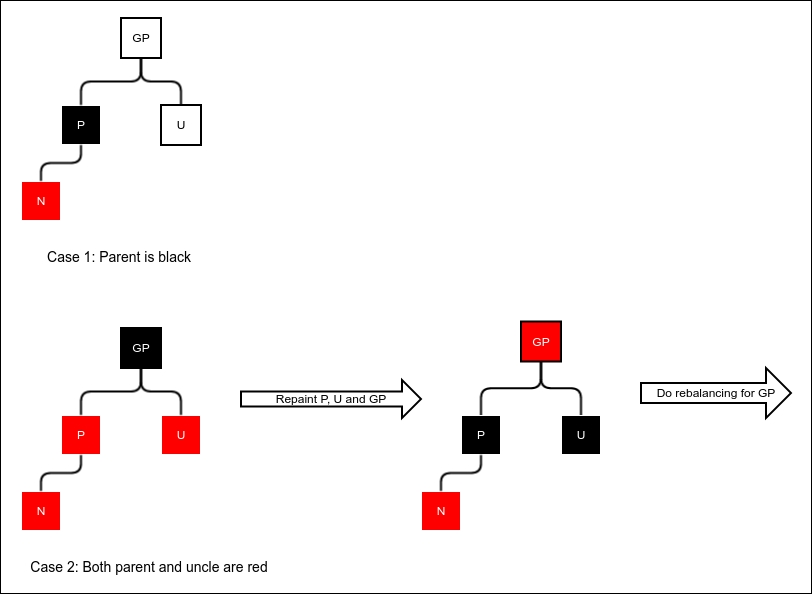 GP
P
U
N
Case 1: Parent is black
GP
P
U
N
Repaint P, U and GP
GP
P
U
N
Do rebalancing for GP
Case 2: Both parent and uncle are red